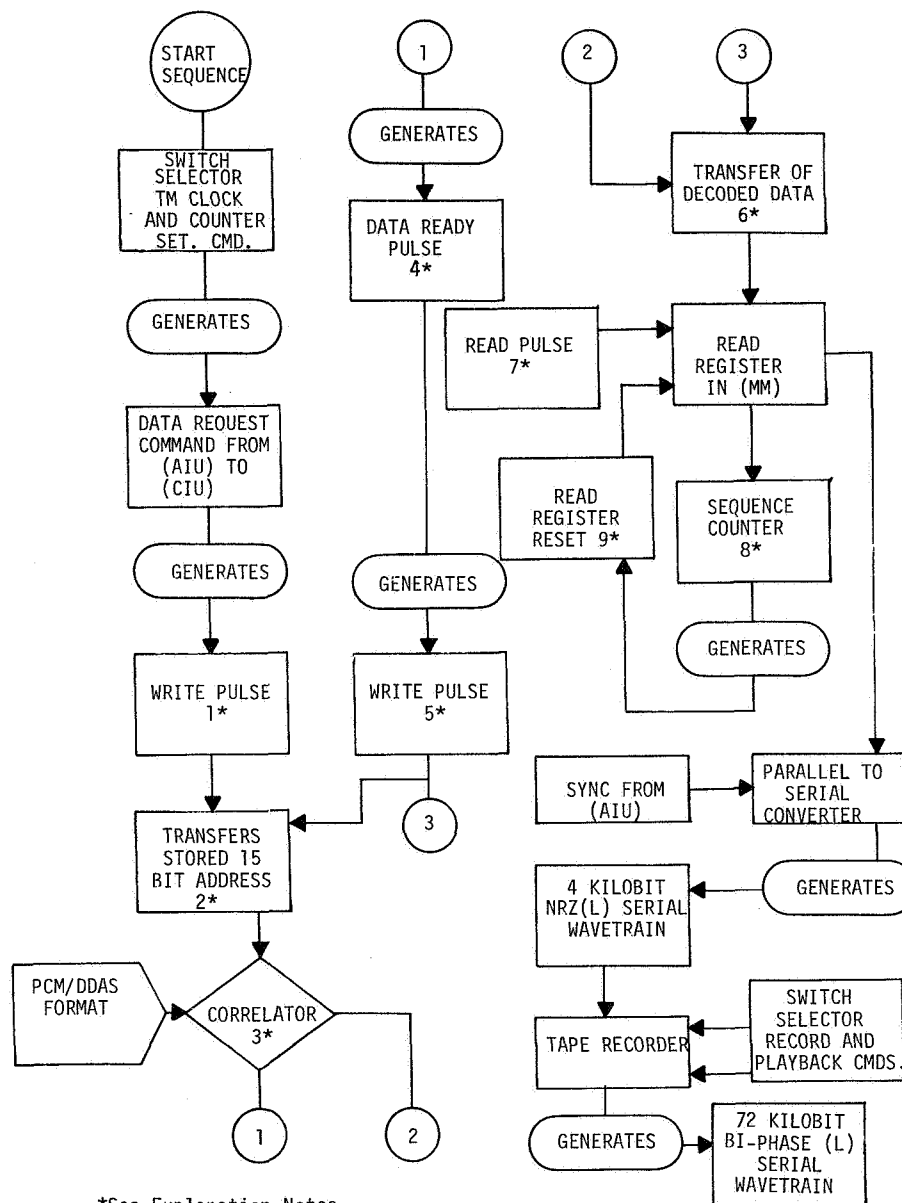 START
SEQUENCE
SWITCH
SELECTOR
TM CLOCK
AND COUNTER
SET. CMD.
GENERATES
DATA REQUEST
COMMAND FROM
(AIU) TO
(CIU)
GENERATES
WRITE PULSE
1*
TRANSFERS
STORED 15
BIT ADDRESS
2*
PCM/DDAS
FORMAT
CORRELATOR
3*
1
2
1
GENERATES
DATA READY
PULSE
4*
GENERATES
WRITE PULSE
5*
3
2
3
TRANSFER OF
DECODED DATA
6*
READ PULSE
7*
READ
REGISTER
IN (MM)
READ
REGISTER
RESET 9*
SEQUENCE
COUNTER
8*
GENERATES
SYNC FROM
(AIU)
PARALLEL TO
SERIAL
CONVERTER
GENERATES
4 KILOBIT
NRZ(L) SERIAL
WAVETRAIN
TAPE RECORDER
SWITCH
SELECTOR
RECORD AND
PLAYBACK CMDS.
GENERATES
72 KILOBIT
BI-PHASE (L)
SERIAL
WAVETRAIN
*See Explanation Notes